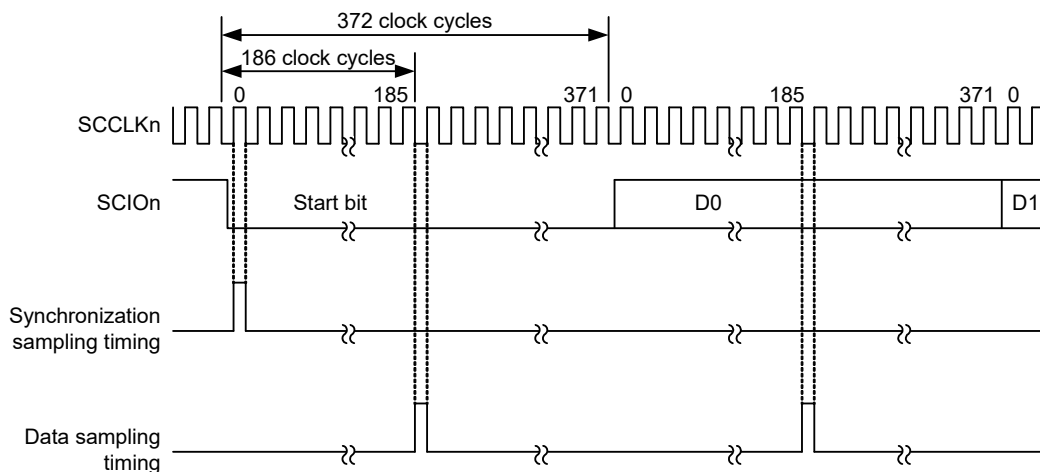 372 clock cycles
186 clock cycles
0 185 371 0 185 371 0
SCCLKn
SCIOn
Start bit
D0
D1
Synchronization
sampling timing
Data sampling
timing